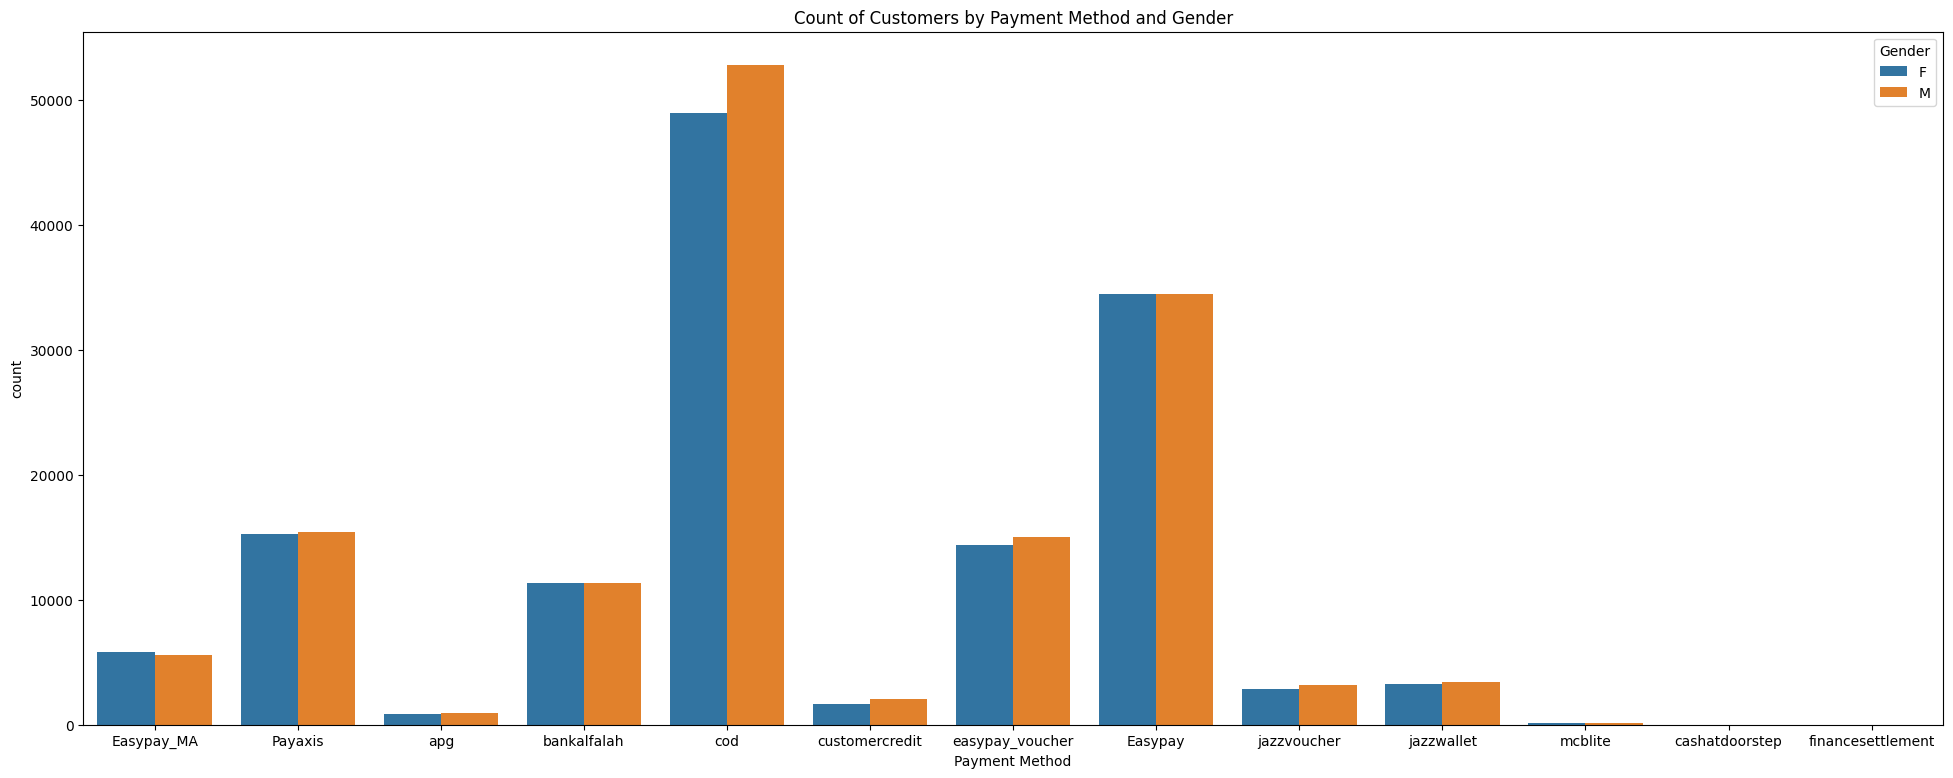 Count of Customers by Payment Method and Gender
Gender
F
M
count
50000
40000
30000
20000
10000
0
Easypay_MA
Payaxis
apg
bankalfalah
cod
customercredit
easypay_voucher
Easypay
jazzvoucher
jazzwallet
mcblite
cashatdoorstep
financesettlement
Payment Method